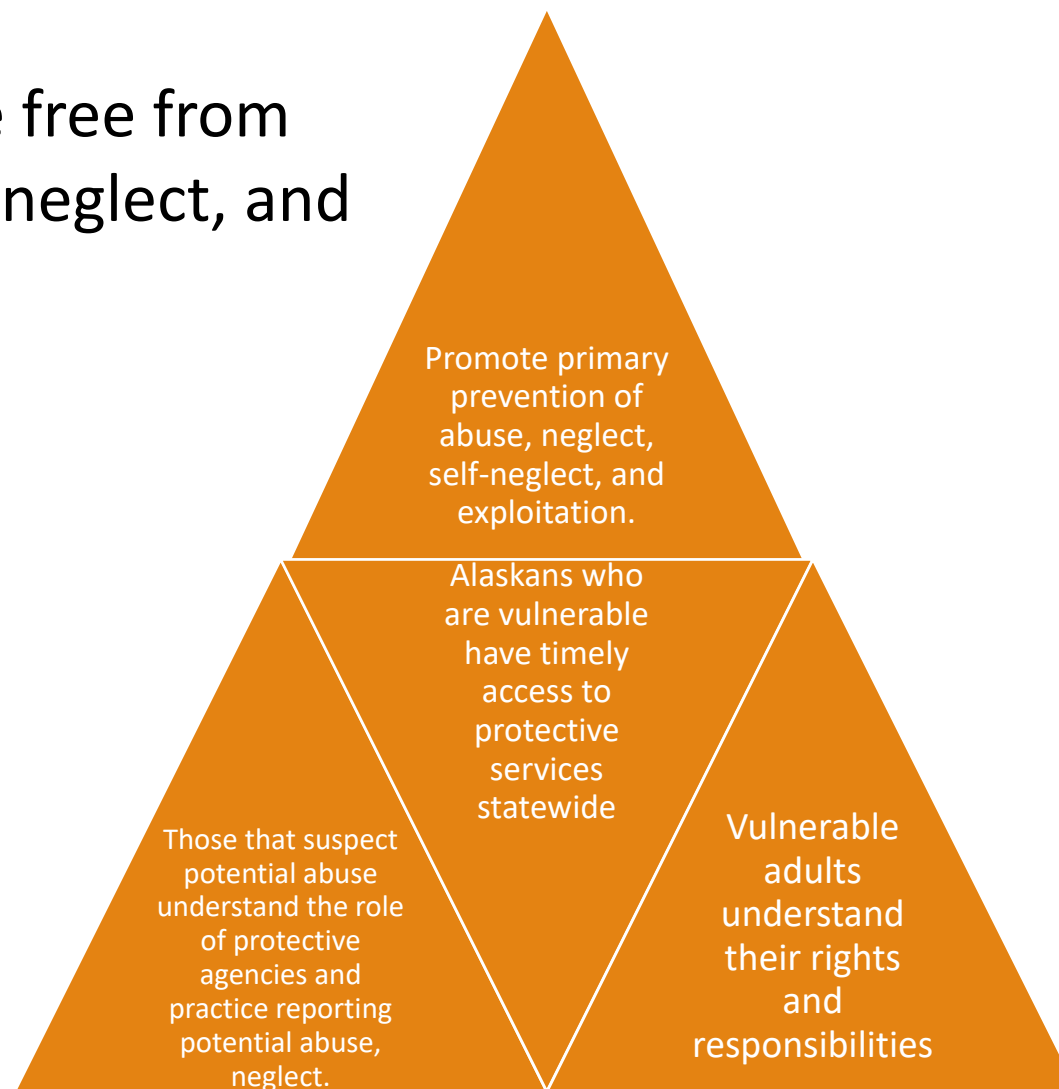 free from
neglect, and
Promote primary
prevention of
abuse, neglect,
self-neglect, and
exploitation.
Alaskans who
are vulnerable
have timely
access to
protective
services
statewide
Those that suspect
potential abuse
understand the role
of protective
agencies and
practice reporting
potential abuse,
neglect.
Vulnerable
adults
understand
their rights
and
responsibilities